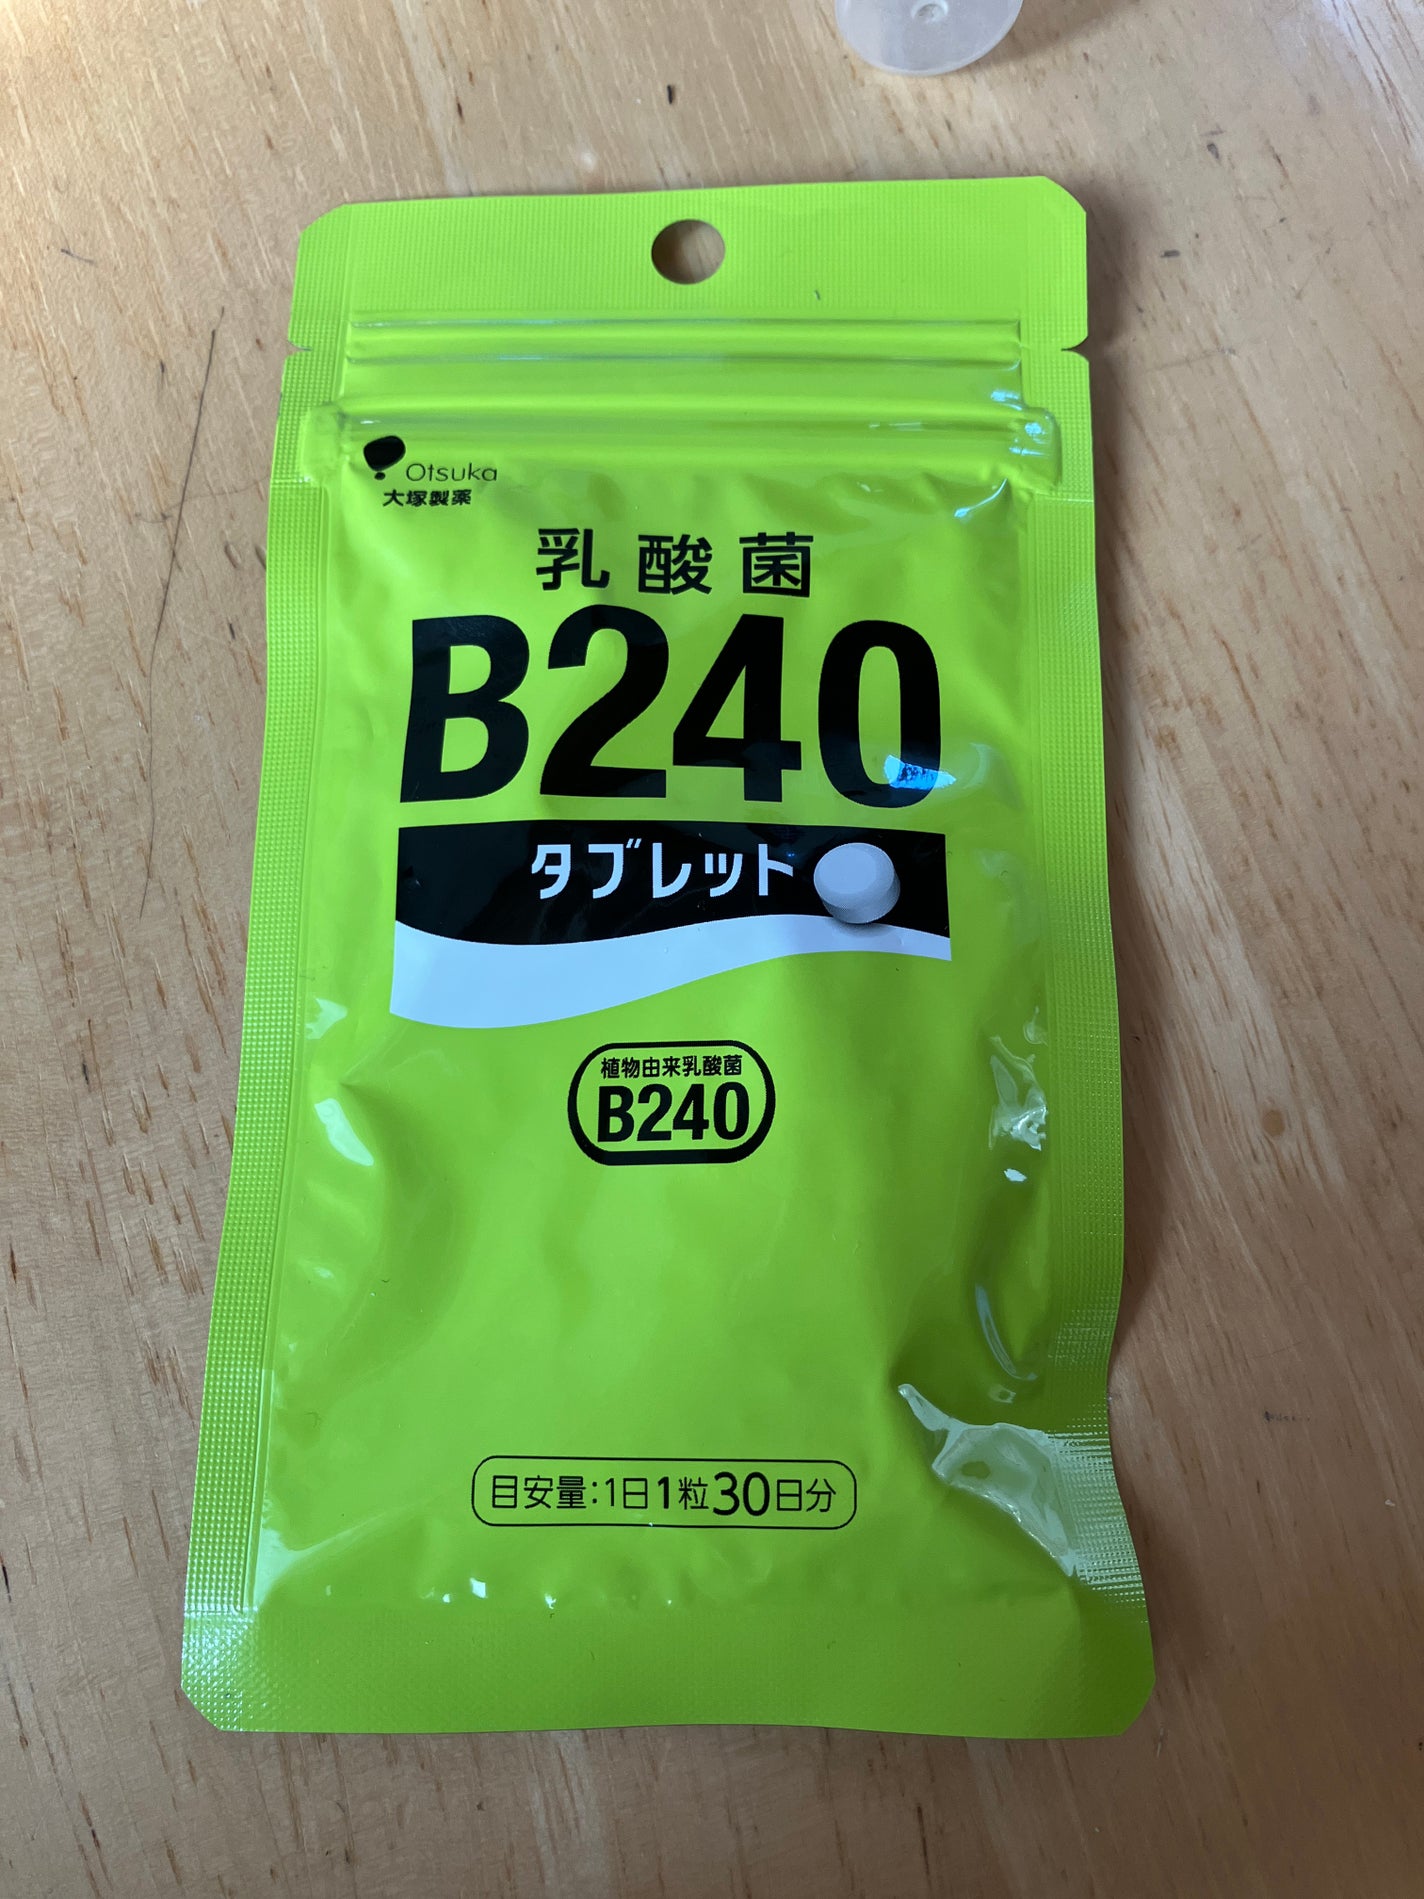 Otsuka
大塚製薬
乳酸菌
B240
タブレット
植物由来乳酸菌
B240
目安量：1日1粒30日分